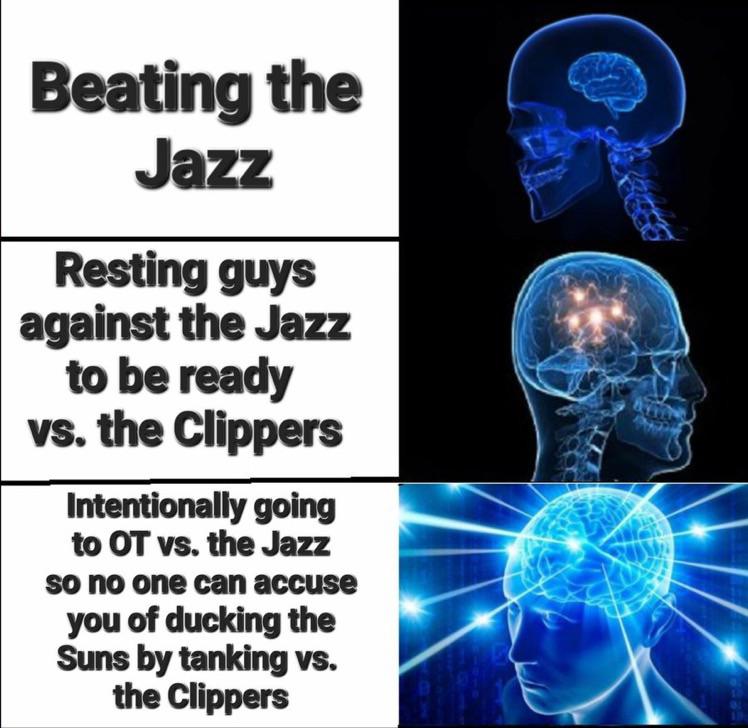 Beating the
Jazz
Resting guys
against the Jazz
to be ready
vs. the Clippers
Intentionally going
to OT vs. the Jazz
so no one can accuse
you of ducking the
Suns by tanking vs.
the Clippers